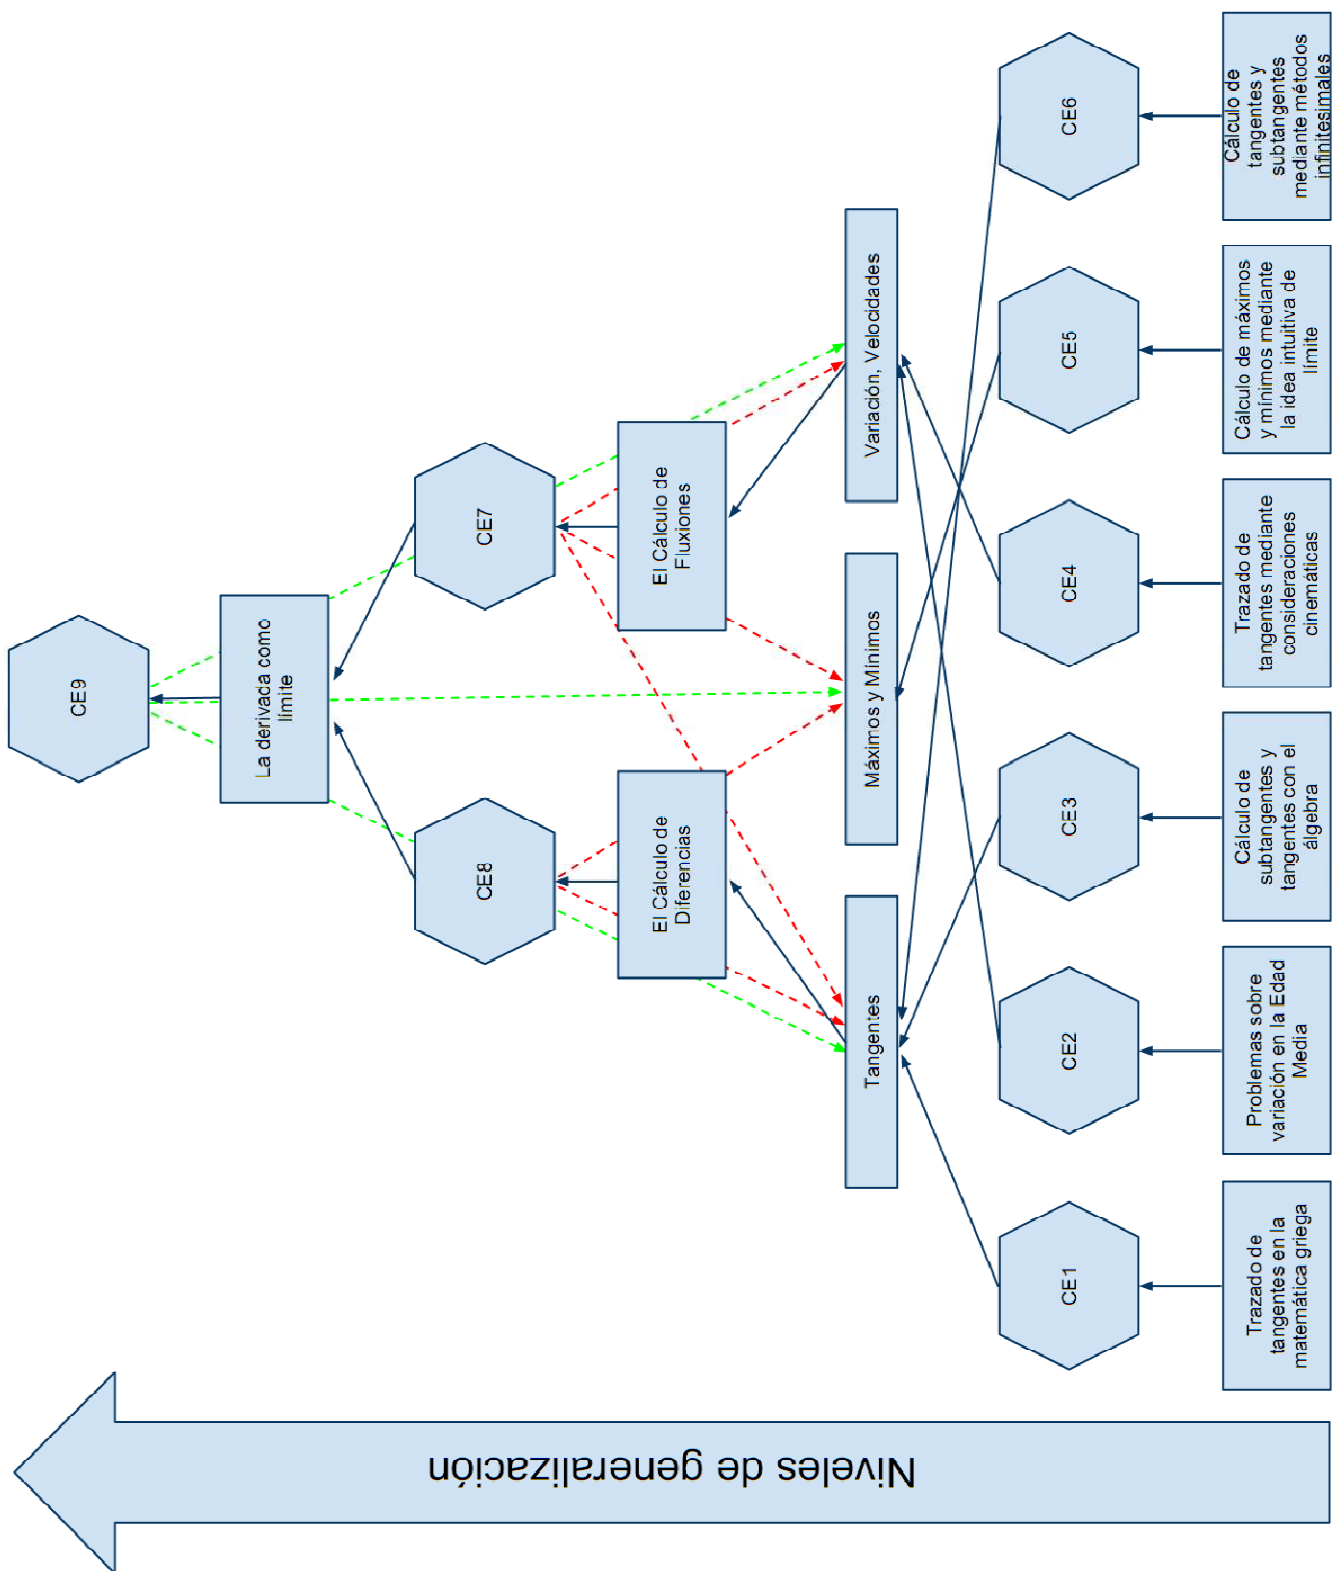 CE9
La derivada como
límite
CE8
CE7
El Cálculo de
Diferencias
El Cálculo de
Fluxiones
Tangentes
Máximos y Mínimos
Variación, Velocidades
CE1
CE2
CE3
CE4
CE5
CE6
Trazado de
tangentes en la
matemática griega
Problemas sobre
variación en la Edad
Media
Cálculo de
subtangentes y
tangentes con el
álgebra
Trazado de
tangentes mediante
consideraciones
cinemáticas
Cálculo de máximos
y mínimos mediante
la idea intuitiva de
límite
Cálculo de
tangentes y
subtangentes
mediante métodos
infinitesimales
Niveles de generalización